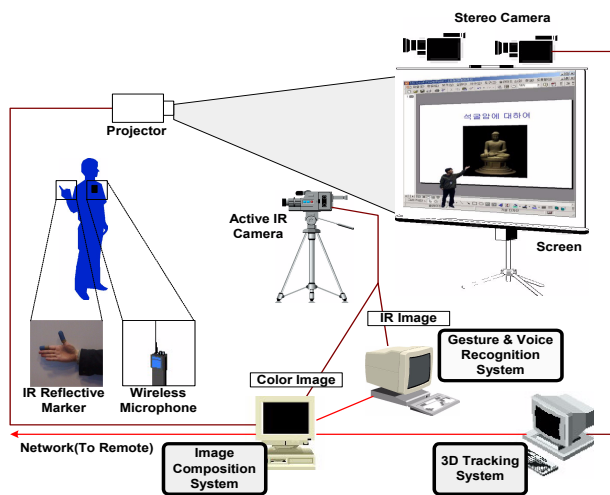 Stereo Camera
Projector
석굴암에 대하여
Active IR
Camera
Screen
IR Image
Gesture & Voice
Recognition
System
Color Image
IR Reflective
Marker
Wireless
Microphone
Network(To Remote)
Image
Composition
System
3D Tracking
System